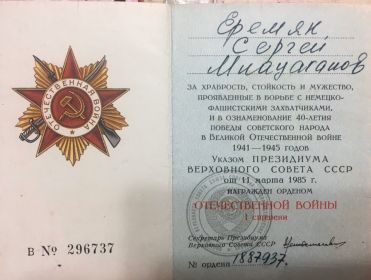 ОТЕЧЕСТВЕННАЯ ВОЙНА
В № 296737
Еремян
Сергей
ЗА ХРАБРОСТЬ, СТОЙКОСТЬ И МУЖЕСТВО,
ПРОЯВЛЕННЫЕ В БОРЬБЕ С НЕМЕЦКО-
ФАШИСТСКИМИ ЗАХВАТЧИКАМИ,
И В ОЗНАМЕНОВАНИЕ 40-ЛЕТИЯ
ПОБЕДЫ СОВЕТСКОГО НАРОДА
В ВЕЛИКОЙ ОТЕЧЕСТВЕННОЙ ВОЙНЕ
1941—1945 ГОДОВ
Указом ПРЕЗИДИУМА
ВЕРХОВНОГО СОВЕТА СССР
от 11 марта 1985 г.
НАГРАЖДЕН ОРДЕНОМ
ОТЕЧЕСТВЕННОЙ ВОЙНЫ
I степени
Секретарь Президиума
Верховного Совета СССР
№ ордена 1887937.